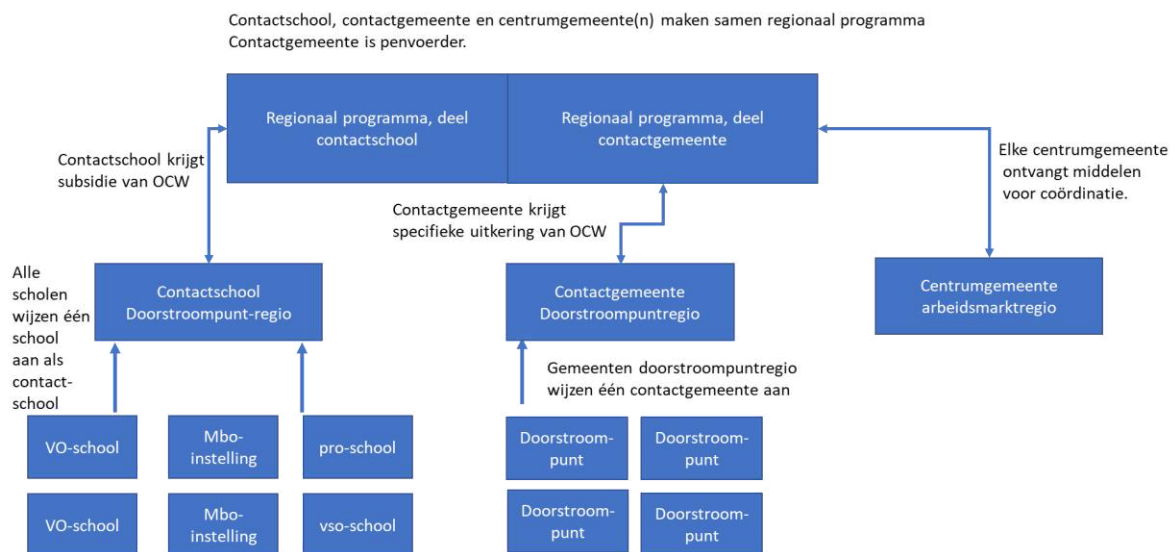 Contactschool, contactgemeente en centrumgemeente(n) maken samen regionaal programma
Contactgemeente is penvoerder.
Regionaal programma, deel
contactschool
Regionaal programma, deel
contactgemeente
Contactschool krijgt
subsidie van OCW
Contactgemeente krijgt
specifieke uitkering van OCW
Elke centrumgemeente
ontvangt middelen
voor coördinatie.
Alle
scholen
wijzen één
school
aan als
contact-
school
Contactschool
Doorstroompunt-regio
Contactgemeente
Doorstroompuntregio
Centrumgemeente
arbeidsmarktregio
Gemeenten doorstroompuntregio
wijzen één contactgemeente aan
VO-school
Mbo-
instelling
pro-school
Doorstroom-
punt
Doorstroom-
punt
VO-school
Mbo-
instelling
vso-school
Doorstroom-
punt
Doorstroom-
punt